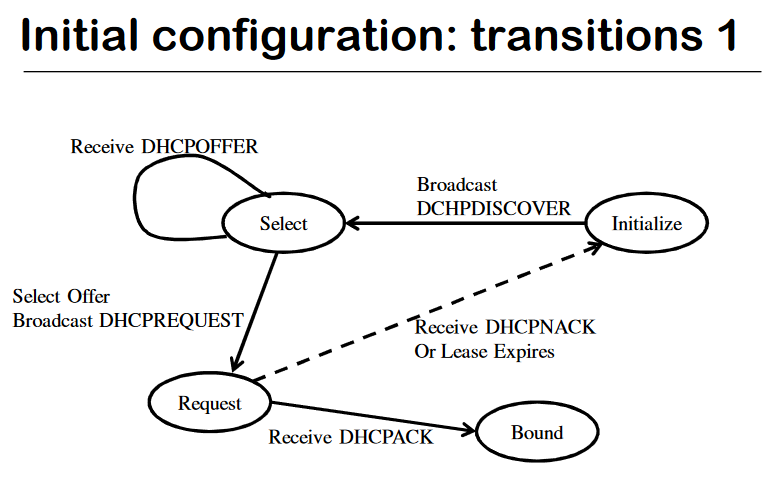 Initial configuration: transitions 1
Receive DHCPOFFER
Broadcast
DCHPDISCOVER
Select
Initialize
Select Offer
Broadcast DHCPREQUEST
Receive DHCPNACK
Or Lease Expires
Request
Receive DHCPACK
Bound